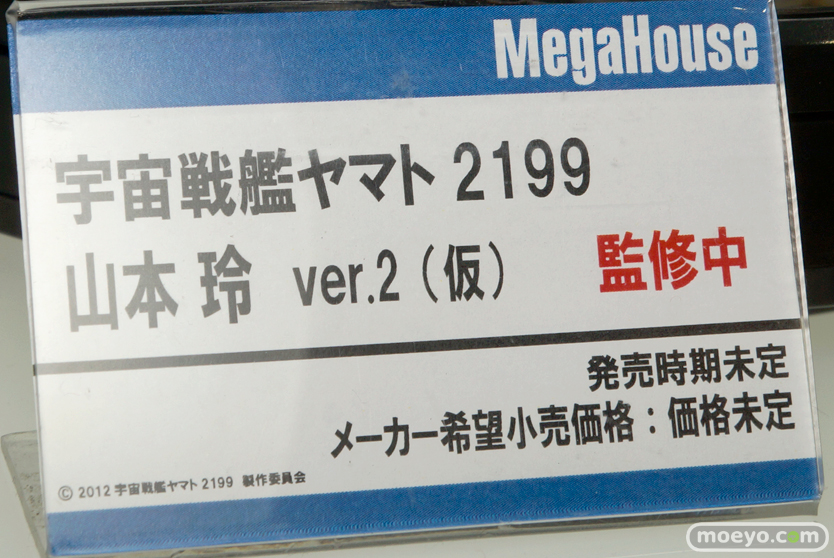 MegaHouse
宇宙戦艦ヤマト 2199
山本 玲 ver.2（仮） 監修中
発売時期未定
メーカー希望小売価格：価格未定
© 2012 宇宙戦艦ヤマト 2199 製作委員会
moeyo.com